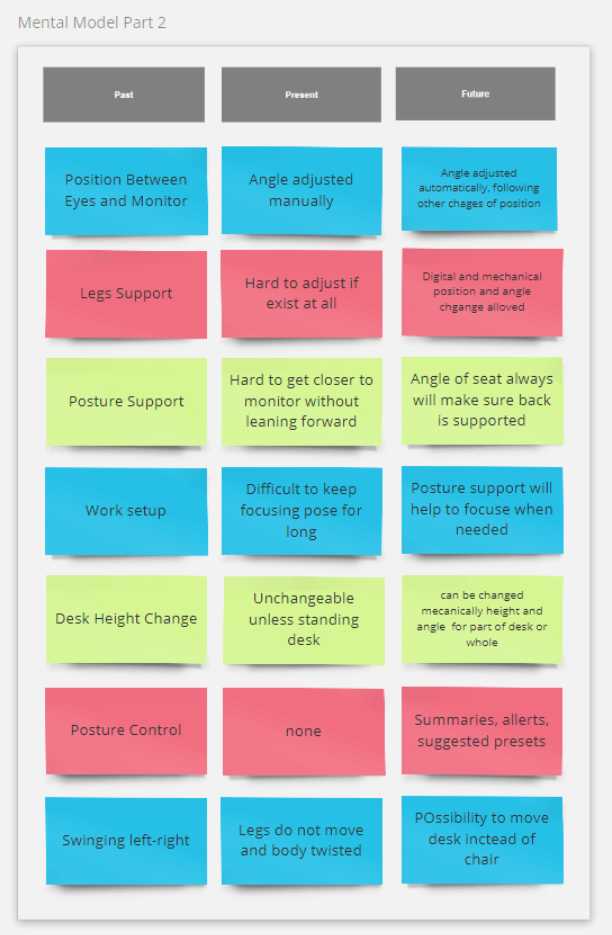 Mental Model Part 2
Past
Present
Future
Position Between
Eyes and Monitor
Angle adjusted
manually
Angle adjusted
automatically, following
other chages of position
Legs Support
Hard to adjust if
exist at all
Digital and mechanical
position and angle
chgange alloved
Posture Support
Hard to get closer to
monitor without
leaning forward
Angle of seat always
will make sure back
is supported
Work setup
Difficult to keep
focusing pose for
long
Posture support will
help to focuse when
needed
Desk Height Change
Unchangeable
unless standing
desk
can be changed
mecanically height and
angle for part of desk or
whole
Posture Control
none
Summaries, allerts,
suggested presets
Swinging left-right
Legs do not move
and body twisted
POssibility to move
desk inctead of
chair